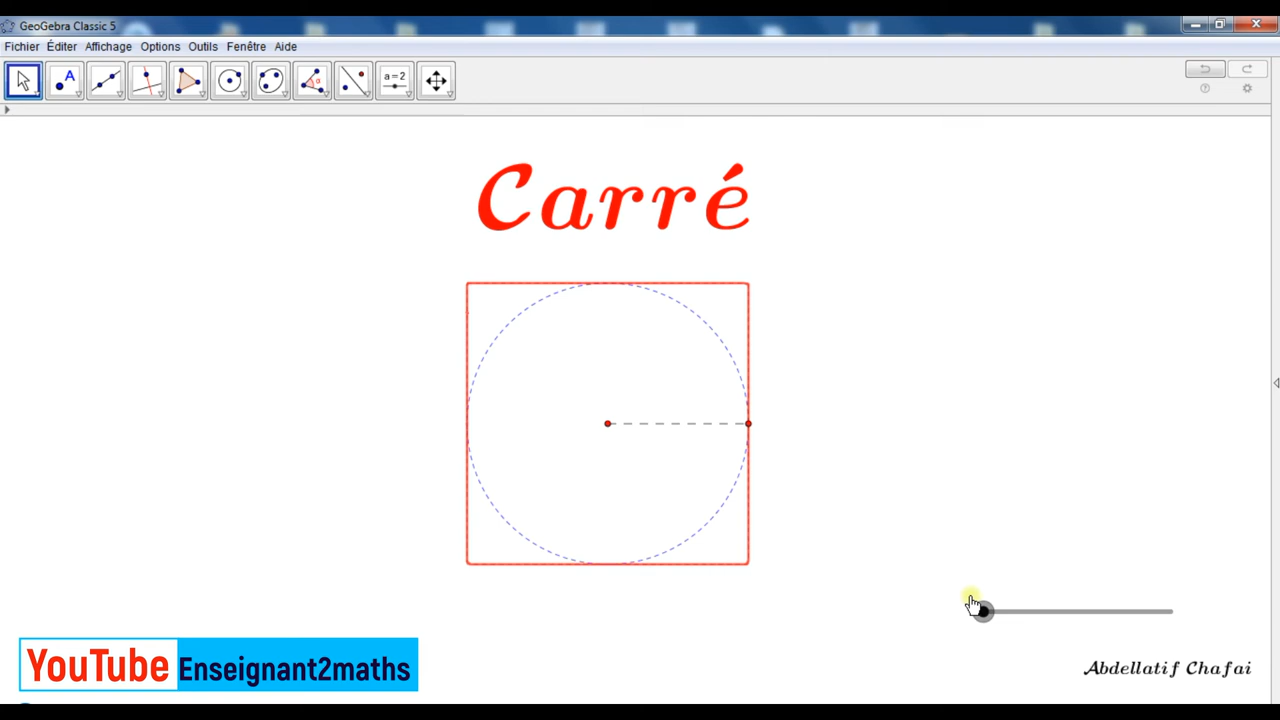 GeoGebra Classic 5
Fichier Éditer Affichage Options Outils Fenêtre Aide
A
α
a=2
Carré
YouTube Enseignant2maths
Abdellatif Chafai